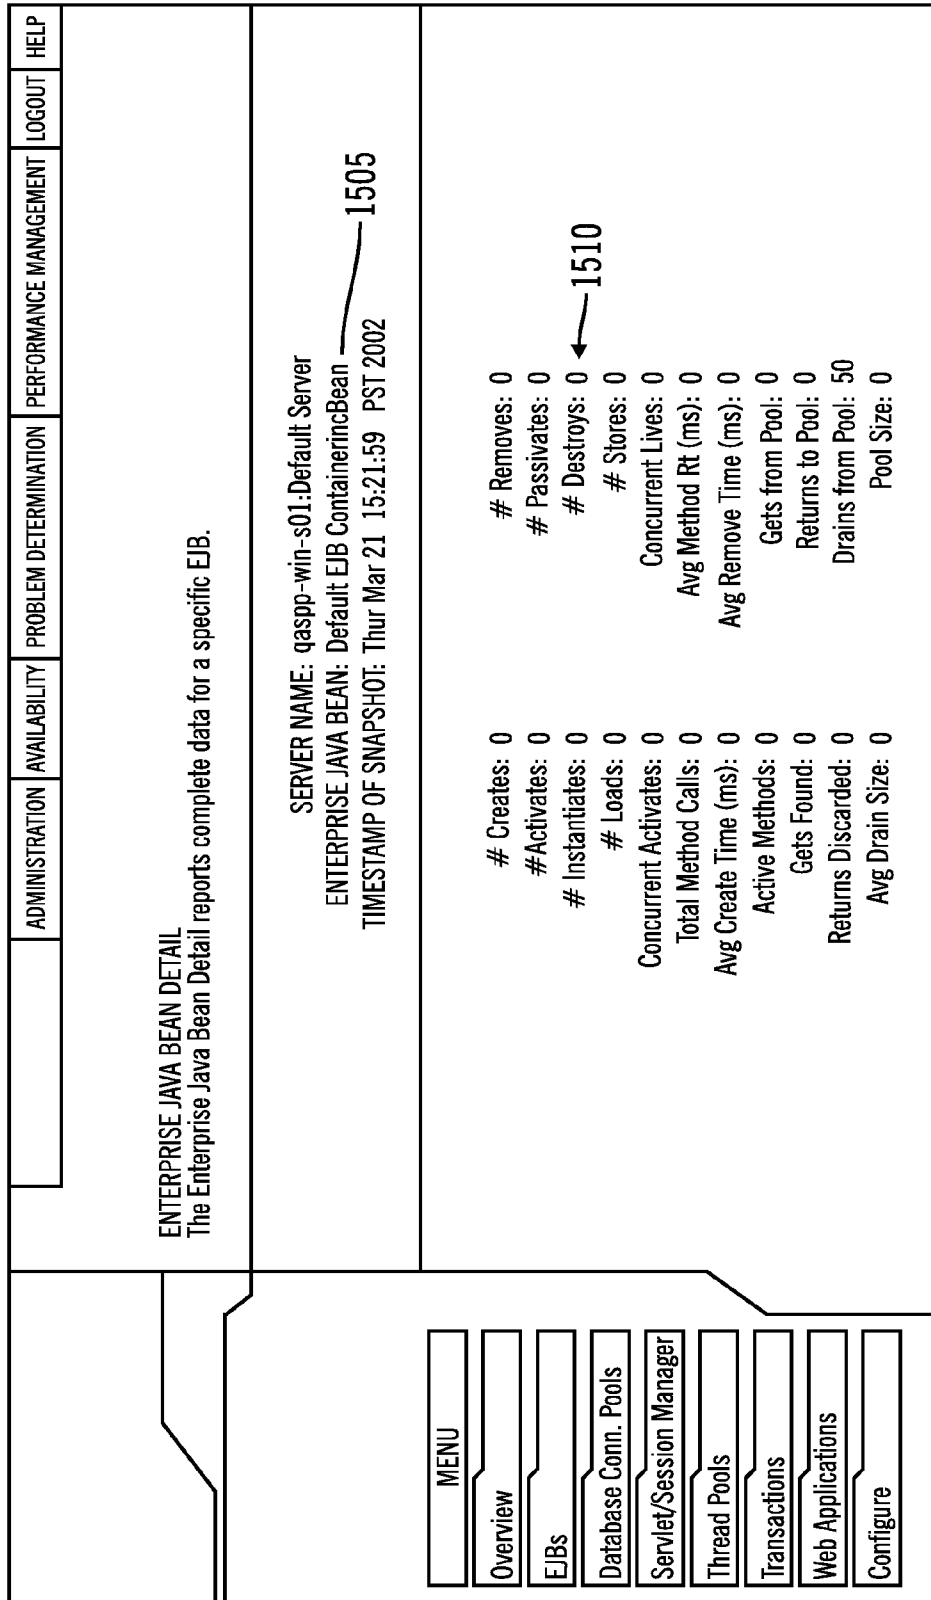 ADMINISTRATION AVAILABILITY PROBLEM DETERMINATION PERFORMANCE MANAGEMENT LOGOUT HELP
ENTERPRISE JAVA BEAN DETAIL
The Enterprise Java Bean Detail reports complete data for a specific EJB.
SERVER NAME: qaspp-win-s01:Default Server
ENTERPRISE JAVA BEAN: Default EJB ContainerincBean
1505
TIMESTAMP OF SNAPSHOT: Thur Mar 21 15:21:59 PST 2002
MENU
Overview
EJBs
Database Conn. Pools
Servlet/Session Manager
Thread Pools
Transactions
Web Applications
Configure
# Creates: 0 # Removes: 0
#Activates: 0 # Passivates: 0
# Instantiates: 0 # Destroys: 0 1510
# Loads: 0 # Stores: 0
Concurrent Activates: 0 Concurrent Lives: 0
Total Method Calls: 0 Avg Method Rt (ms): 0
Avg Create Time (ms): 0 Avg Remove Time (ms): 0
Active Methods: 0 Gets from Pool: 0
Gets Found: 0 Returns to Pool: 0
Returns Discarded: 0 Drains from Pool: 50
Avg Drain Size: 0 Pool Size: 0